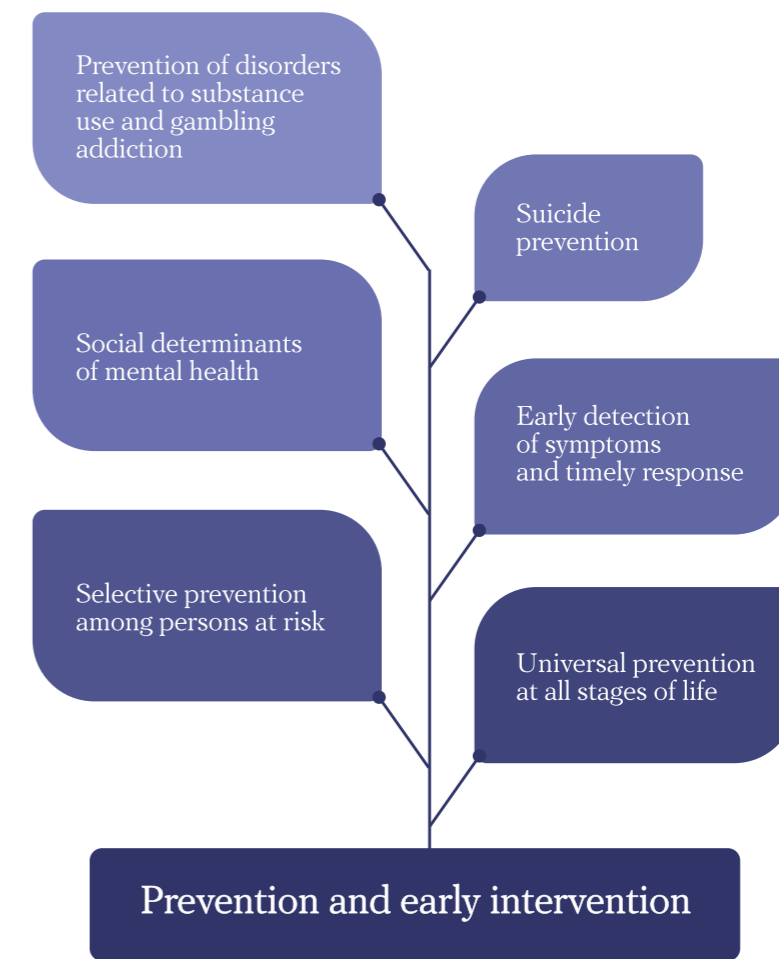 Prevention of disorders
related to substance
use and gambling
addiction
Suicide
prevention
Social determinants
of mental health
Early detection
of symptoms
and timely response
Selective prevention
among persons at risk
Universal prevention
at all stages of life
Prevention and early intervention